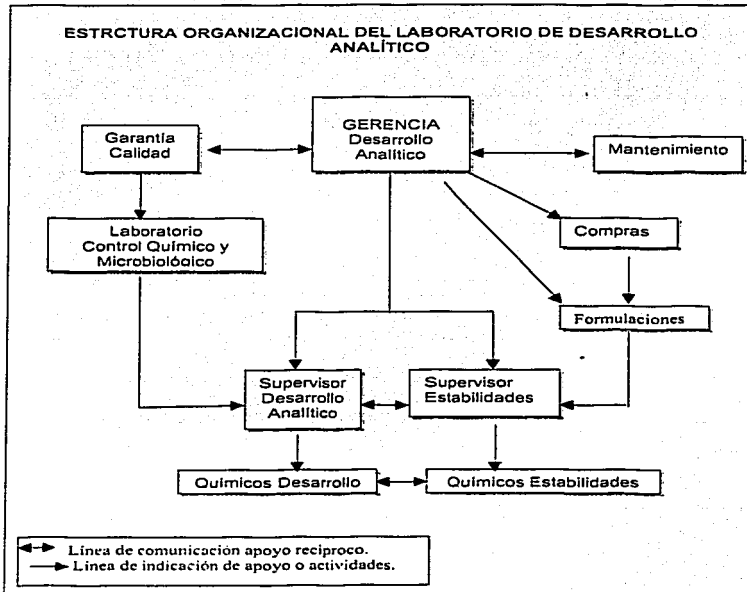 ESTRCTURA ORGANIZACIONAL DEL LABORATORIO DE DESARROLLO
ANALÍTICO
GERENCIA
Desarrollo
Analítico
Garantía
Calidad
Mantenimiento
Laboratorio
Control Químico y
Microbiológico
Compras
Formulaciones
Supervisor
Desarrollo
Analítico
Supervisor
Estabilidades
Químicos Desarrollo
Químicos Estabilidades
Línea de comunicación apoyo reciproco.
Línea de indicación de apoyo o actividades.